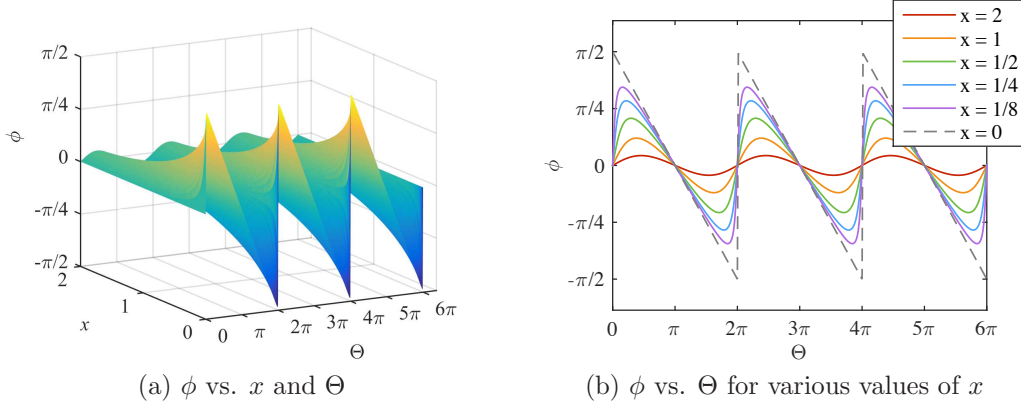 π/2
π/4
0
-π/4
-π/2
ϕ
2
1
0
x
0
π
2π
3π
4π
5π
6π
Θ
(a) ϕ vs. x and Θ
x = 2
x = 1
x = 1/2
x = 1/4
x = 1/8
x = 0
π/2
π/4
0
-π/4
-π/2
ϕ
0
π
2π
3π
4π
5π
6π
Θ
(b) ϕ vs. Θ for various values of x